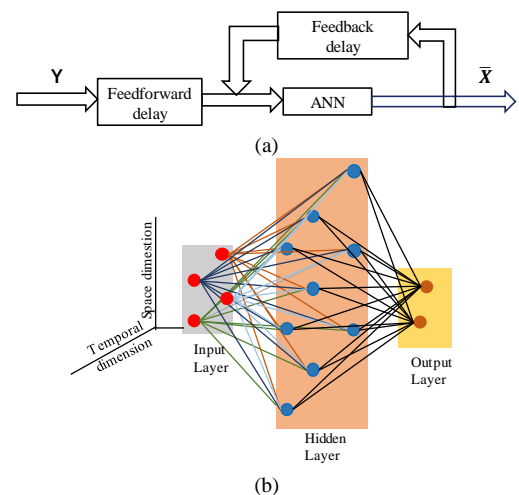 Feedback
delay
Y
X̅
Feedforward
delay
ANN
(a)
Space dimestion
Temporal
dimension
Input
Layer
Output
Layer
Hidden
Layer
(b)